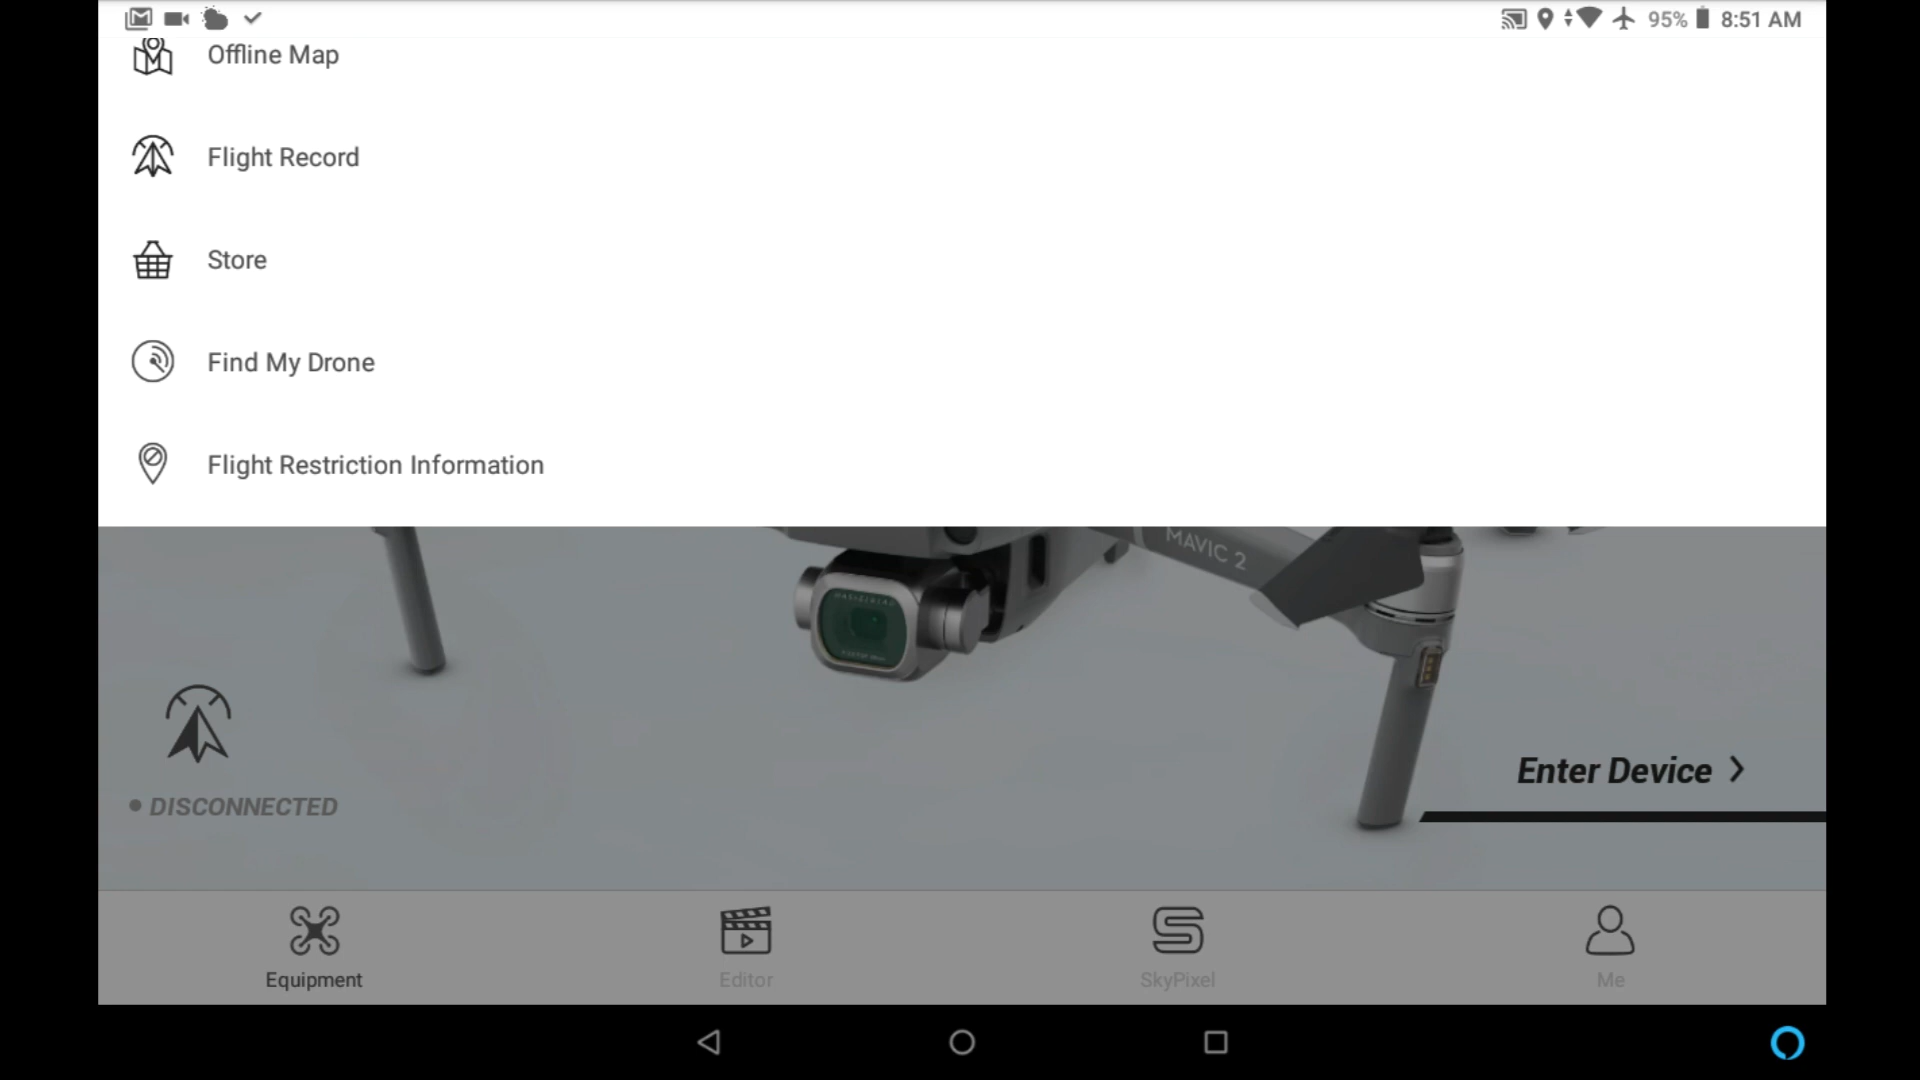 95% 8:51 AM
Offline Map
Flight Record
Store
Find My Drone
Flight Restriction Information
MAVIC 2
HASSELBLAD
Enter Device
DISCONNECTED
Equipment
Editor
SkyPixel
Me